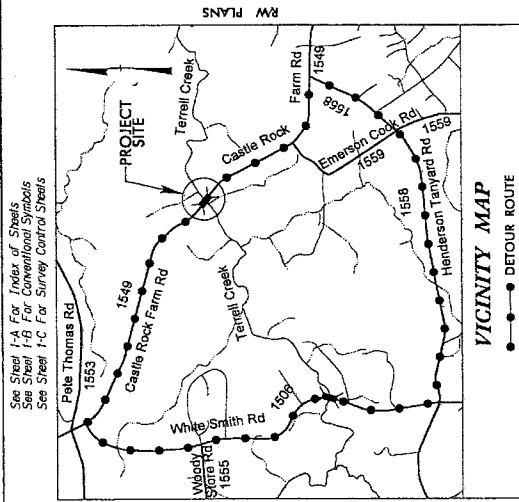 See Sheet 1-A For Index of Sheets
See Sheet 1-B For Conventional Symbols
See Sheet 1-C For Survey Control Sheets
RW PLANS
Pete Thomas Rd
1553
Terrell Creek
PROJECT
SITE
1549
Castle Rock Farm Rd
Castle Rock
Farm Rd
1549
1568
Terrell Creek
Emerson Cook Rd
1559
1559
1558
Henderson Tanyard Rd
White Smith Rd
1506
Woody
Store Rd
1555
VICINITY MAP
DETOUR ROUTE